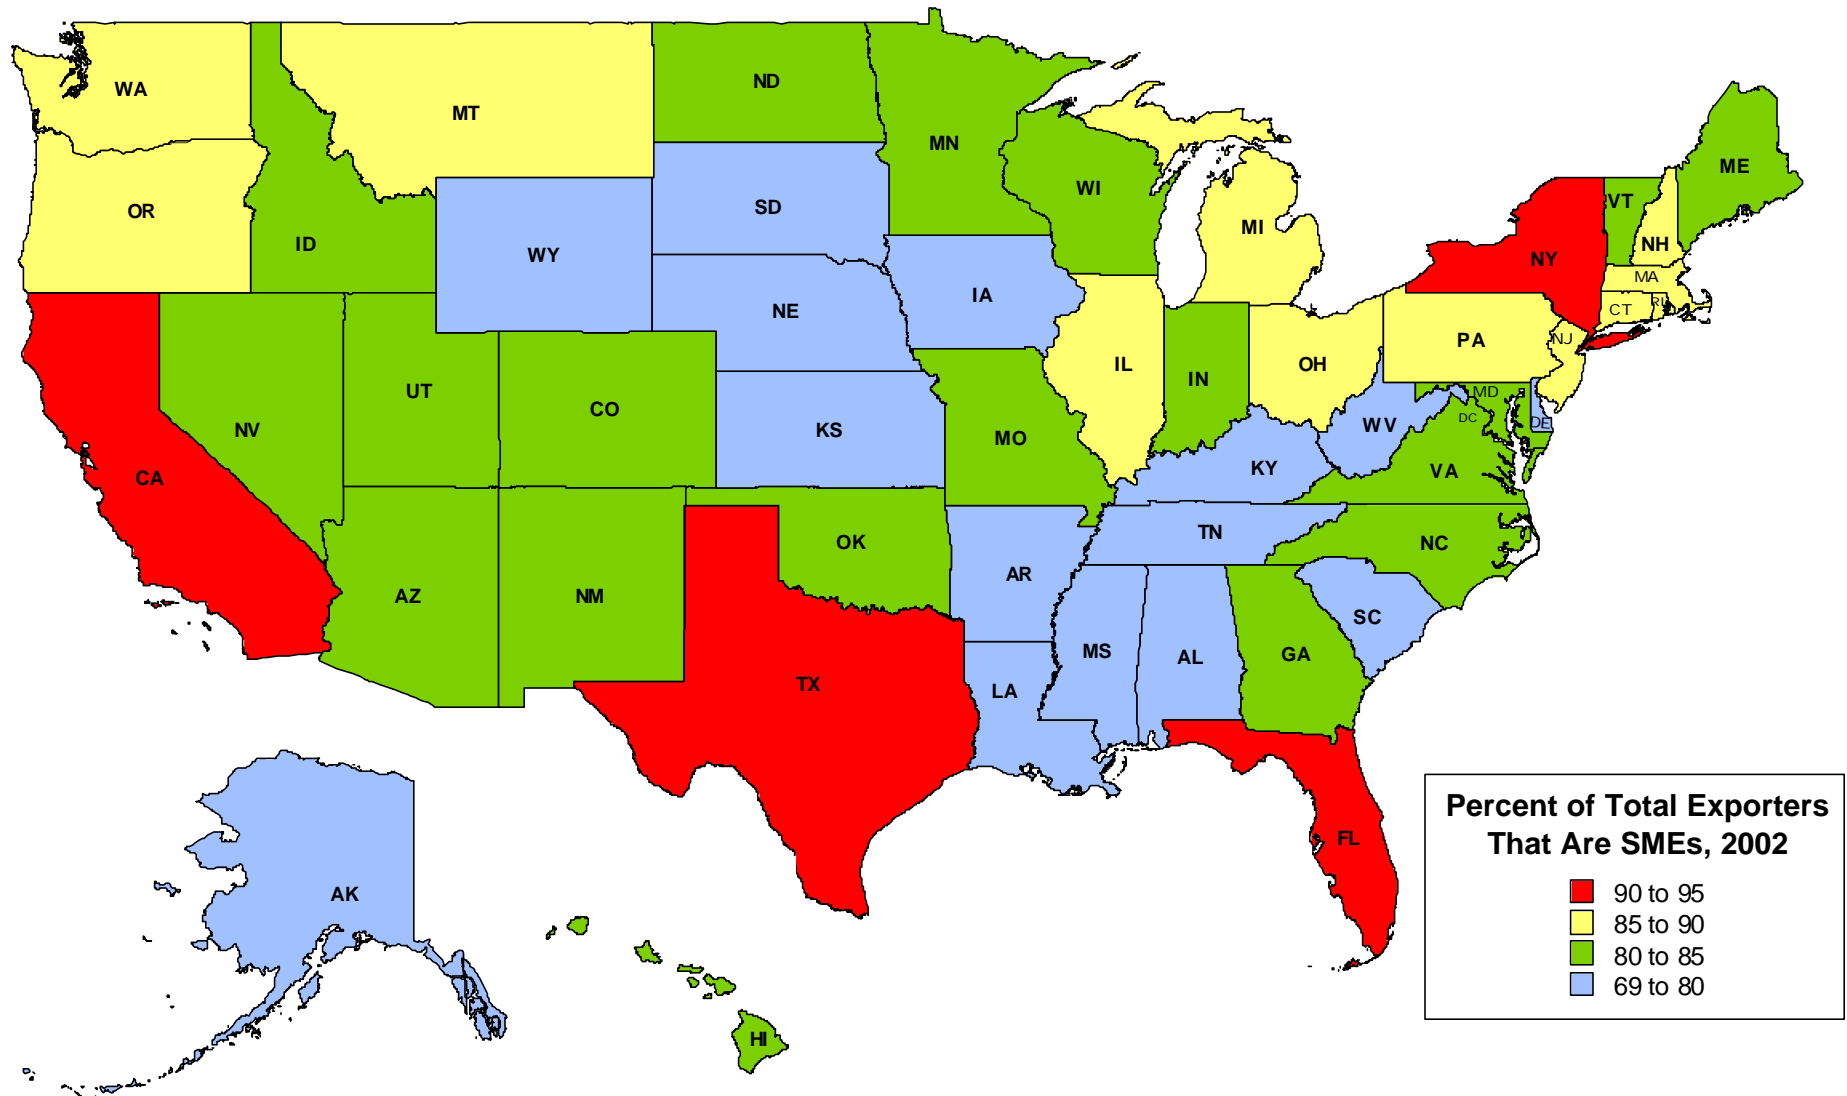 WA
MT
ND
MN
ME
WI
VT
OR
SD
MI
ID
NH
WY
NY
MA
IA
NE
CT
RI
PA
NJ
IL
OH
IN
UT
MD
CO
DC
DE
NV
KS
WV
MO
KY
VA
CA
TN
OK
NC
AR
AZ
NM
SC
MS
AL
GA
TX
LA
Percent of Total Exporters
That Are SMEs, 2002
FL
90 to 95
AK
85 to 90
80 to 85
69 to 80
HI